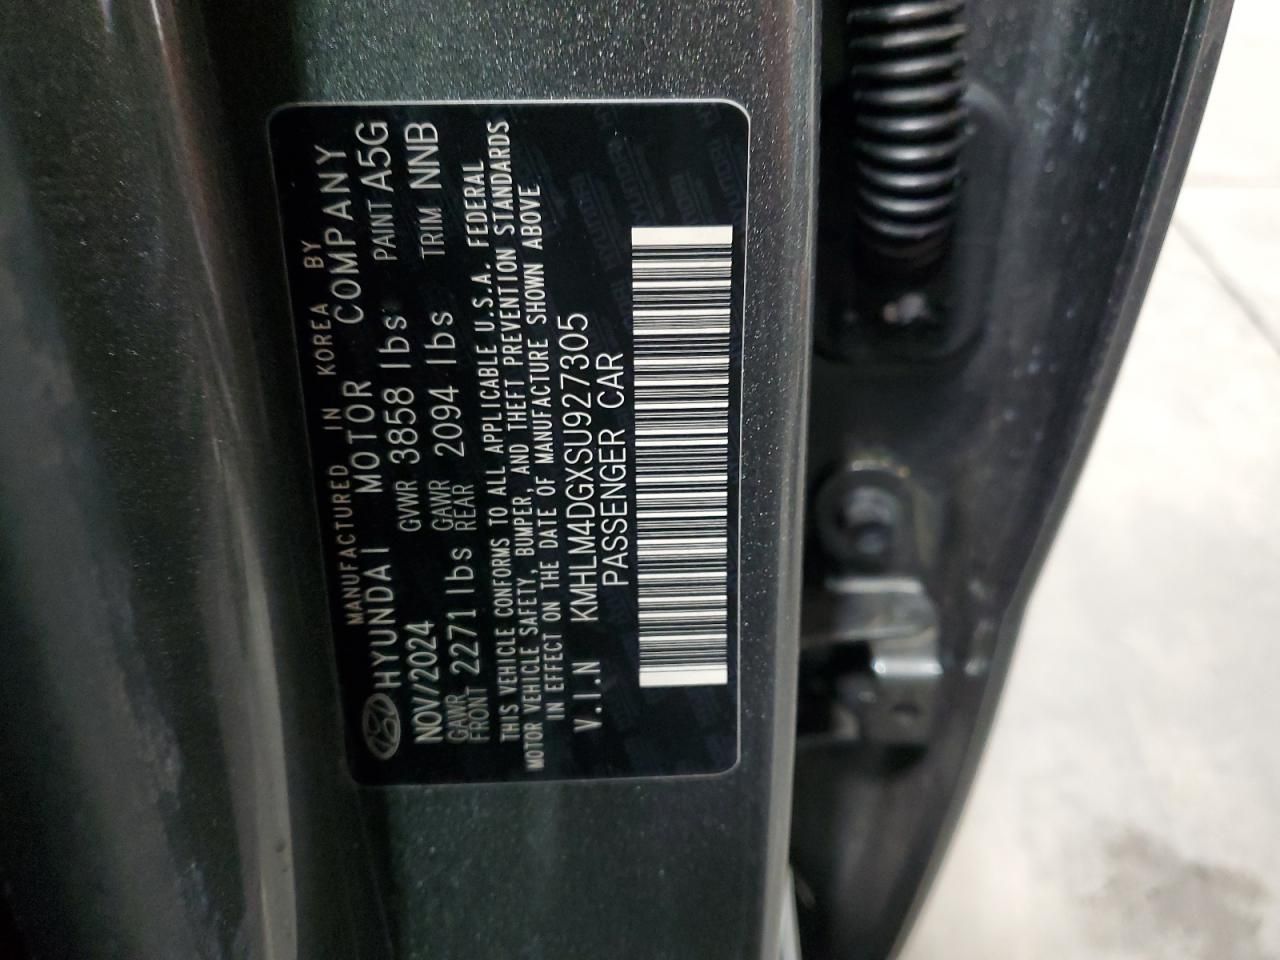 MANUFACTURED IN KOREA BY
HYUNDAI MOTOR COMPANY
NOV/2024 GVWR 3858 lbs PAINT A5G
GAWR FRONT 2271 lbs GAWR REAR 2094 lbs TRIM NNB
THIS VEHICLE CONFORMS TO ALL APPLICABLE U.S.A. FEDERAL
MOTOR VEHICLE SAFETY, BUMPER, AND THEFT PREVENTION STANDARDS
IN EFFECT ON THE DATE OF MANUFACTURE SHOWN ABOVE
V.I.N KMHLM4DGXSU927305
PASSENGER CAR